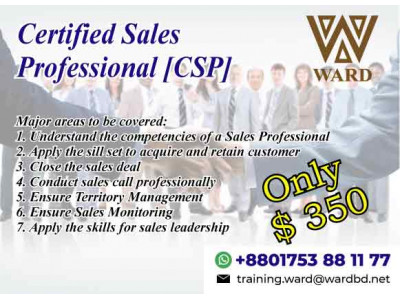 Certified Sales
Professional [CSP]
WARD
Major areas to be covered:
1. Understand the competencies of a Sales Professional
2. Apply the sill set to acquire and retain customer
3. Close the sales deal
4. Conduct sales call professionally
5. Ensure Territory Management
6. Ensure Sales Monitoring
7. Apply the skills for sales leadership
Only
$ 350
+8801753 88 11 77
training.ward@wardbd.net